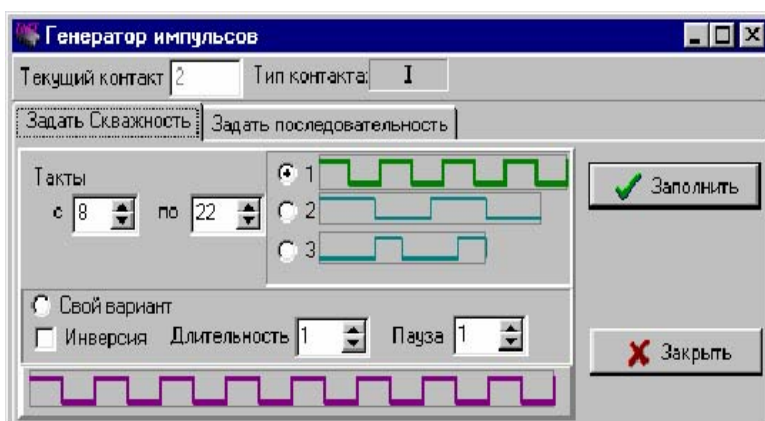 Генератор импульсов
Текущий контакт 2 Тип контакта: I
Задать Скважность Задать последовательность
Такты
с 8 по 22
1
2
3
Заполнить
Свой вариант
Инверсия Длительность 1 Пауза 1
Закрыть